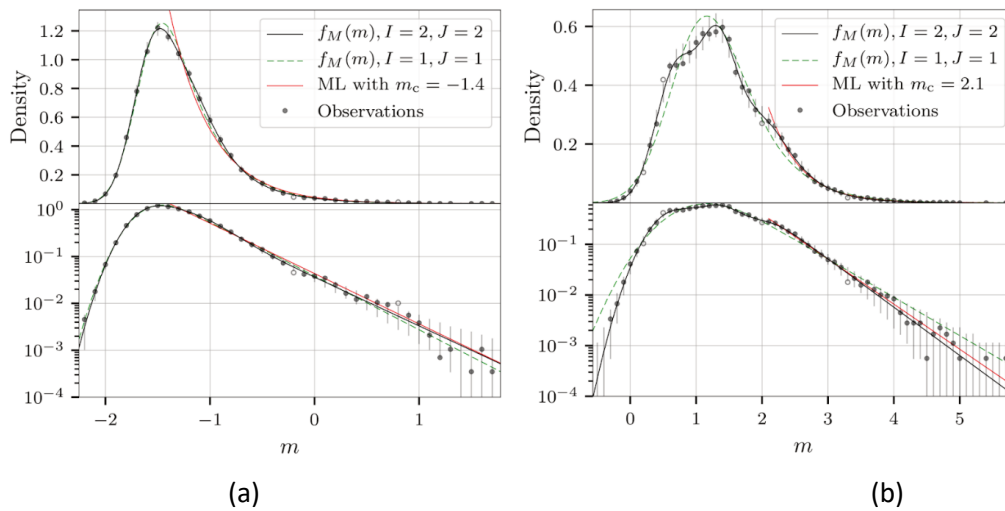 Density
1.2
1.0
0.8
0.6
0.4
0.2
0
f_M(m), I = 2, J = 2
f_M(m), I = 1, J = 1
ML with m_c = −1.4
Observations
10^0
10^−1
10^−2
10^−3
10^−4
−2 −1 0 1
m
(a)
Density
0.6
0.4
0.2
f_M(m), I = 2, J = 2
f_M(m), I = 1, J = 1
ML with m_c = 2.1
Observations
10^−1
10^−2
10^−3
10^−4
0 1 2 3 4 5
m
(b)